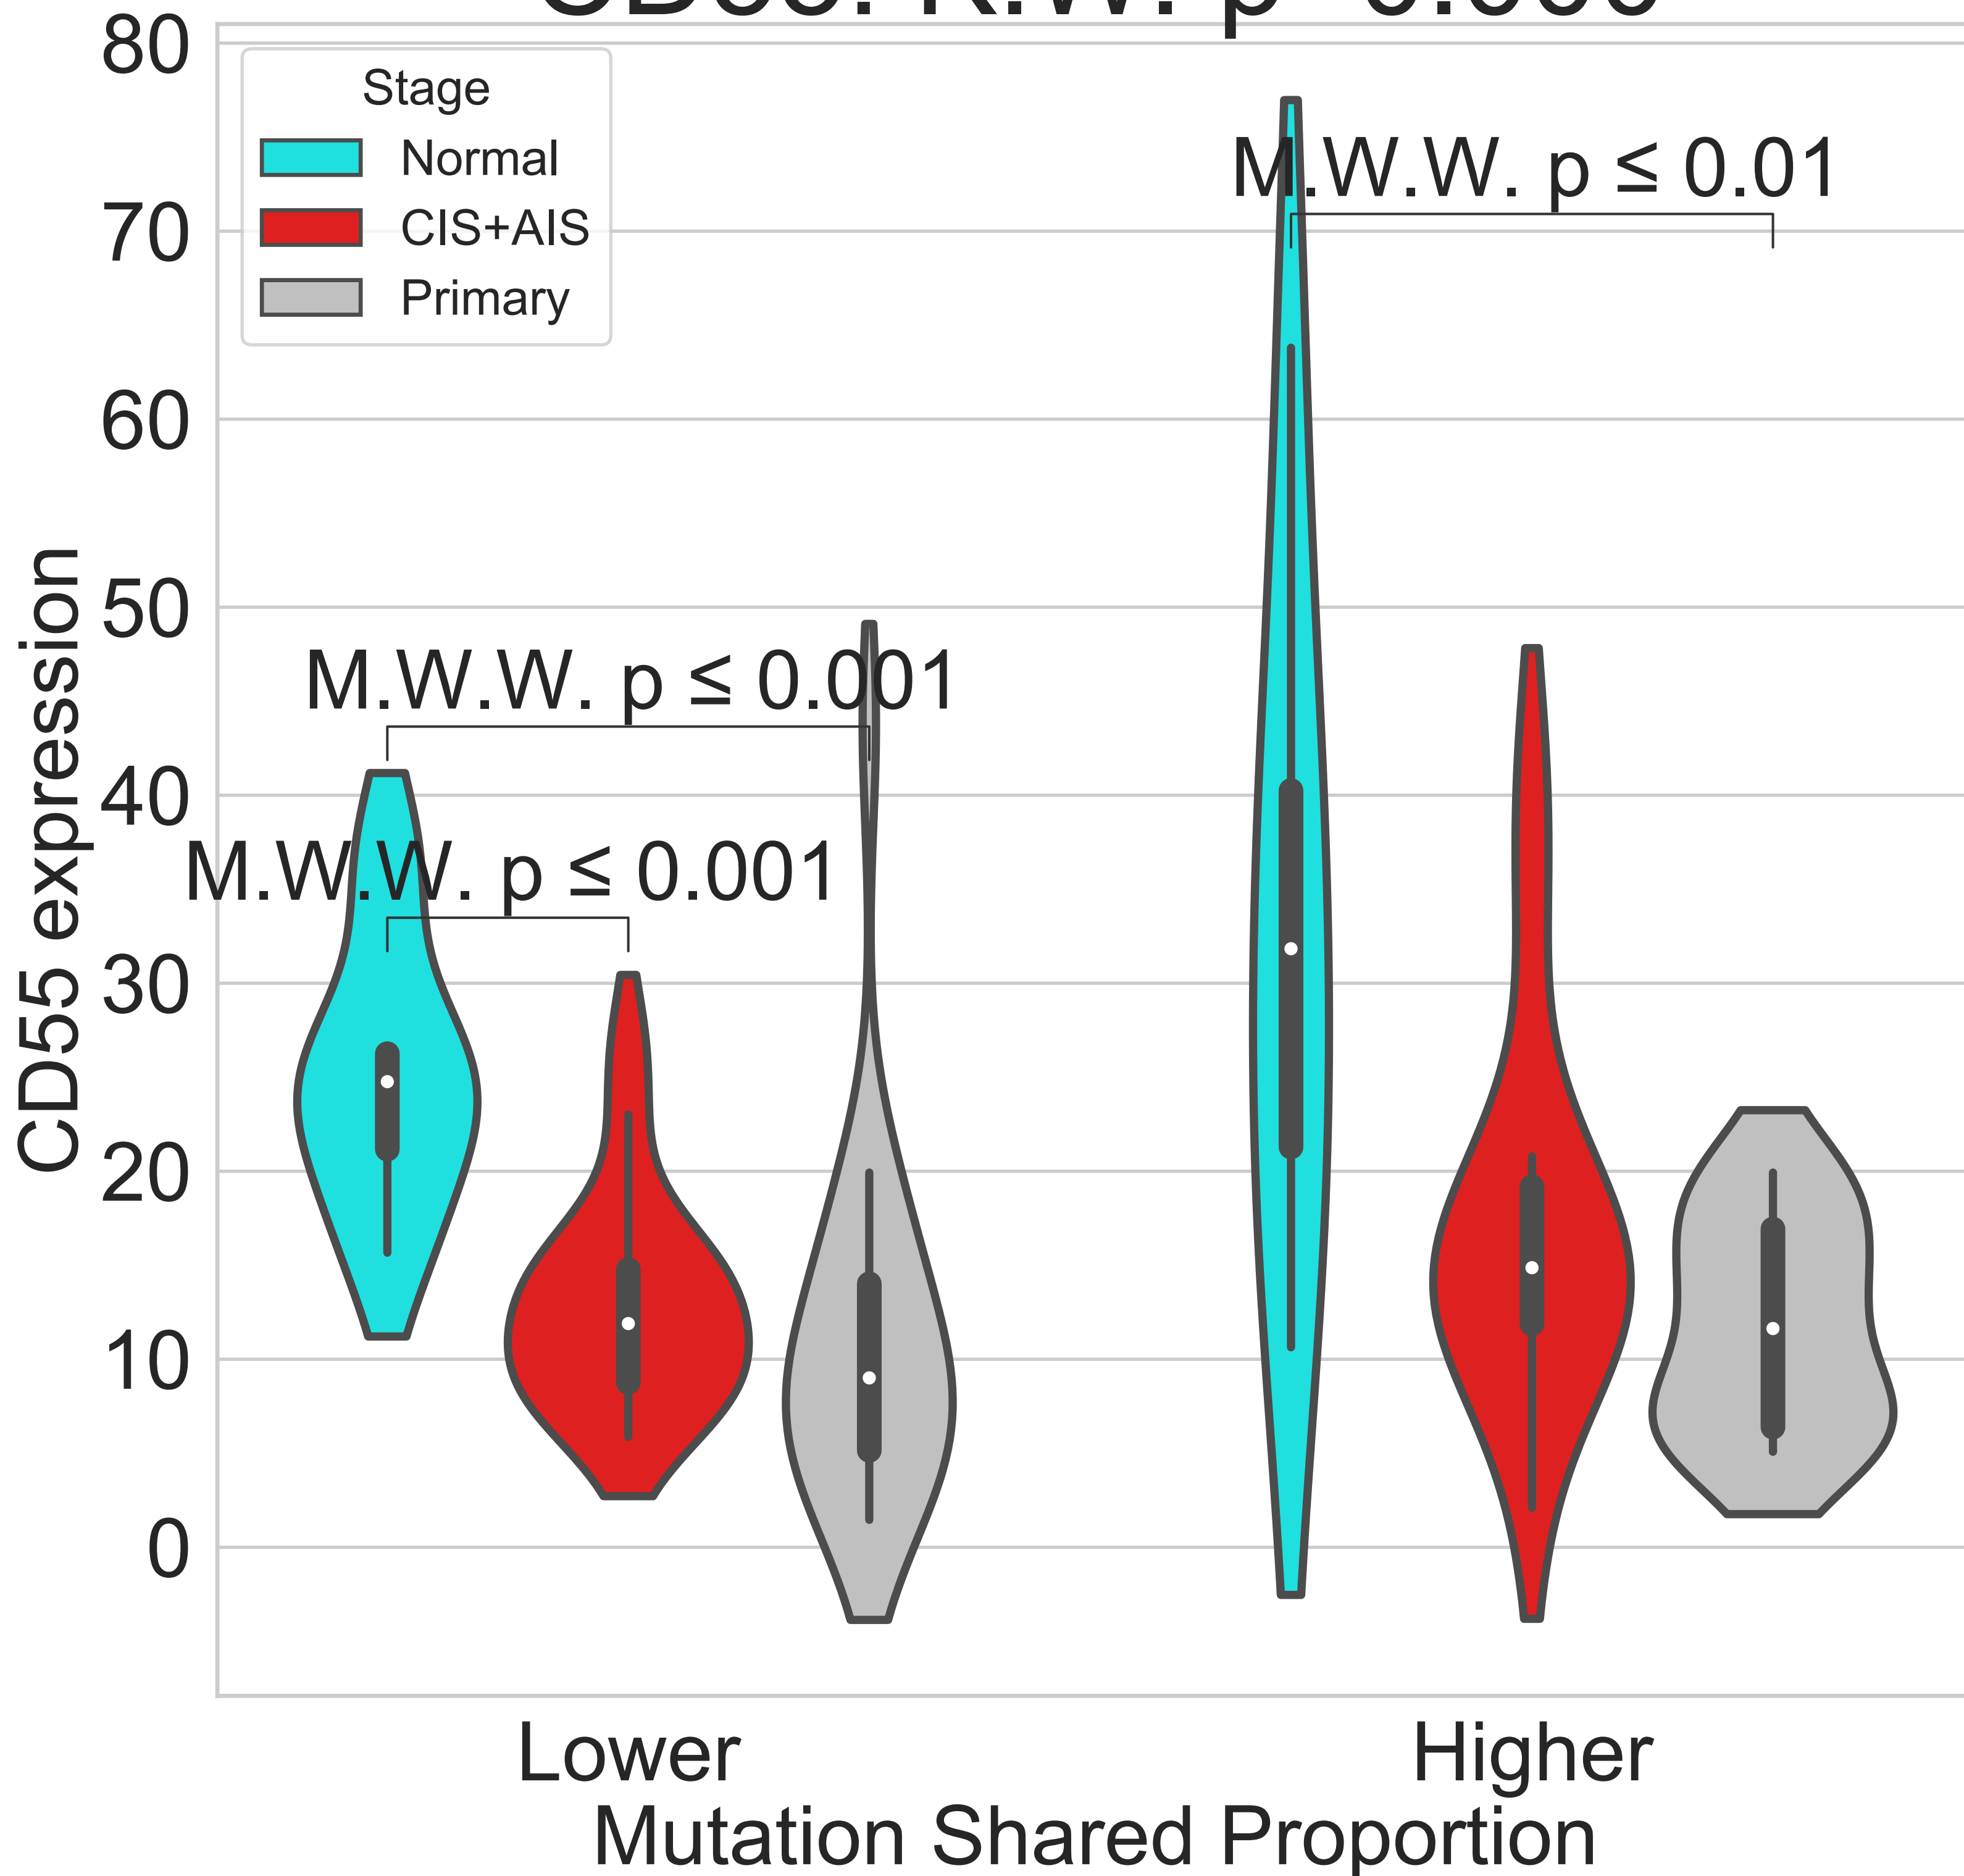 80
Stage
Normal
CIS+AIS
Primary
M.W.W. p ≤ 0.01
70
60
50
M.W.W. p ≤ 0.001
40
M.W.W. p ≤ 0.001
30
20
10
0
CD55 expression
Lower
Higher
Mutation Shared Proportion